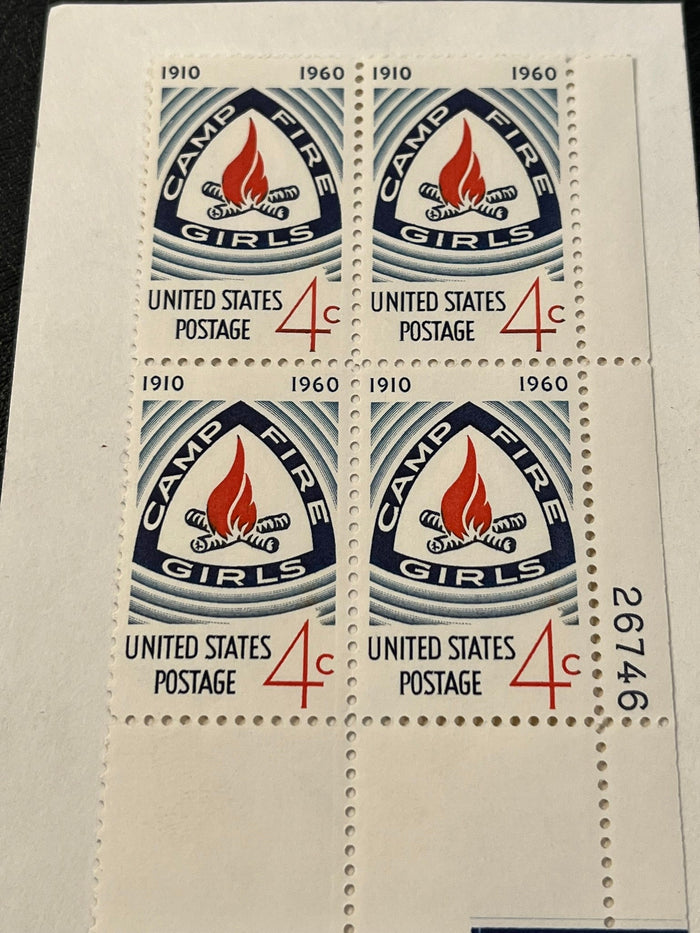 1910 1960 1910 1960
CAMP FIRE GIRLS CAMP FIRE GIRLS
UNITED STATES POSTAGE 4c UNITED STATES POSTAGE 4c
1910 1960 1910 1960
CAMP FIRE GIRLS CAMP FIRE GIRLS
UNITED STATES POSTAGE 4c UNITED STATES POSTAGE 4c
26746